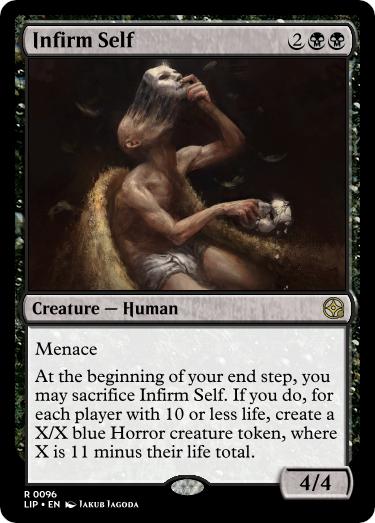 Infirm Self 2
Creature — Human
Menace
At the beginning of your end step, you
may sacrifice Infirm Self. If you do, for
each player with 10 or less life, create a
X/X blue Horror creature token, where
X is 11 minus their life total.
4/4
R 0096
LIP • EN JAKUB JAGODA